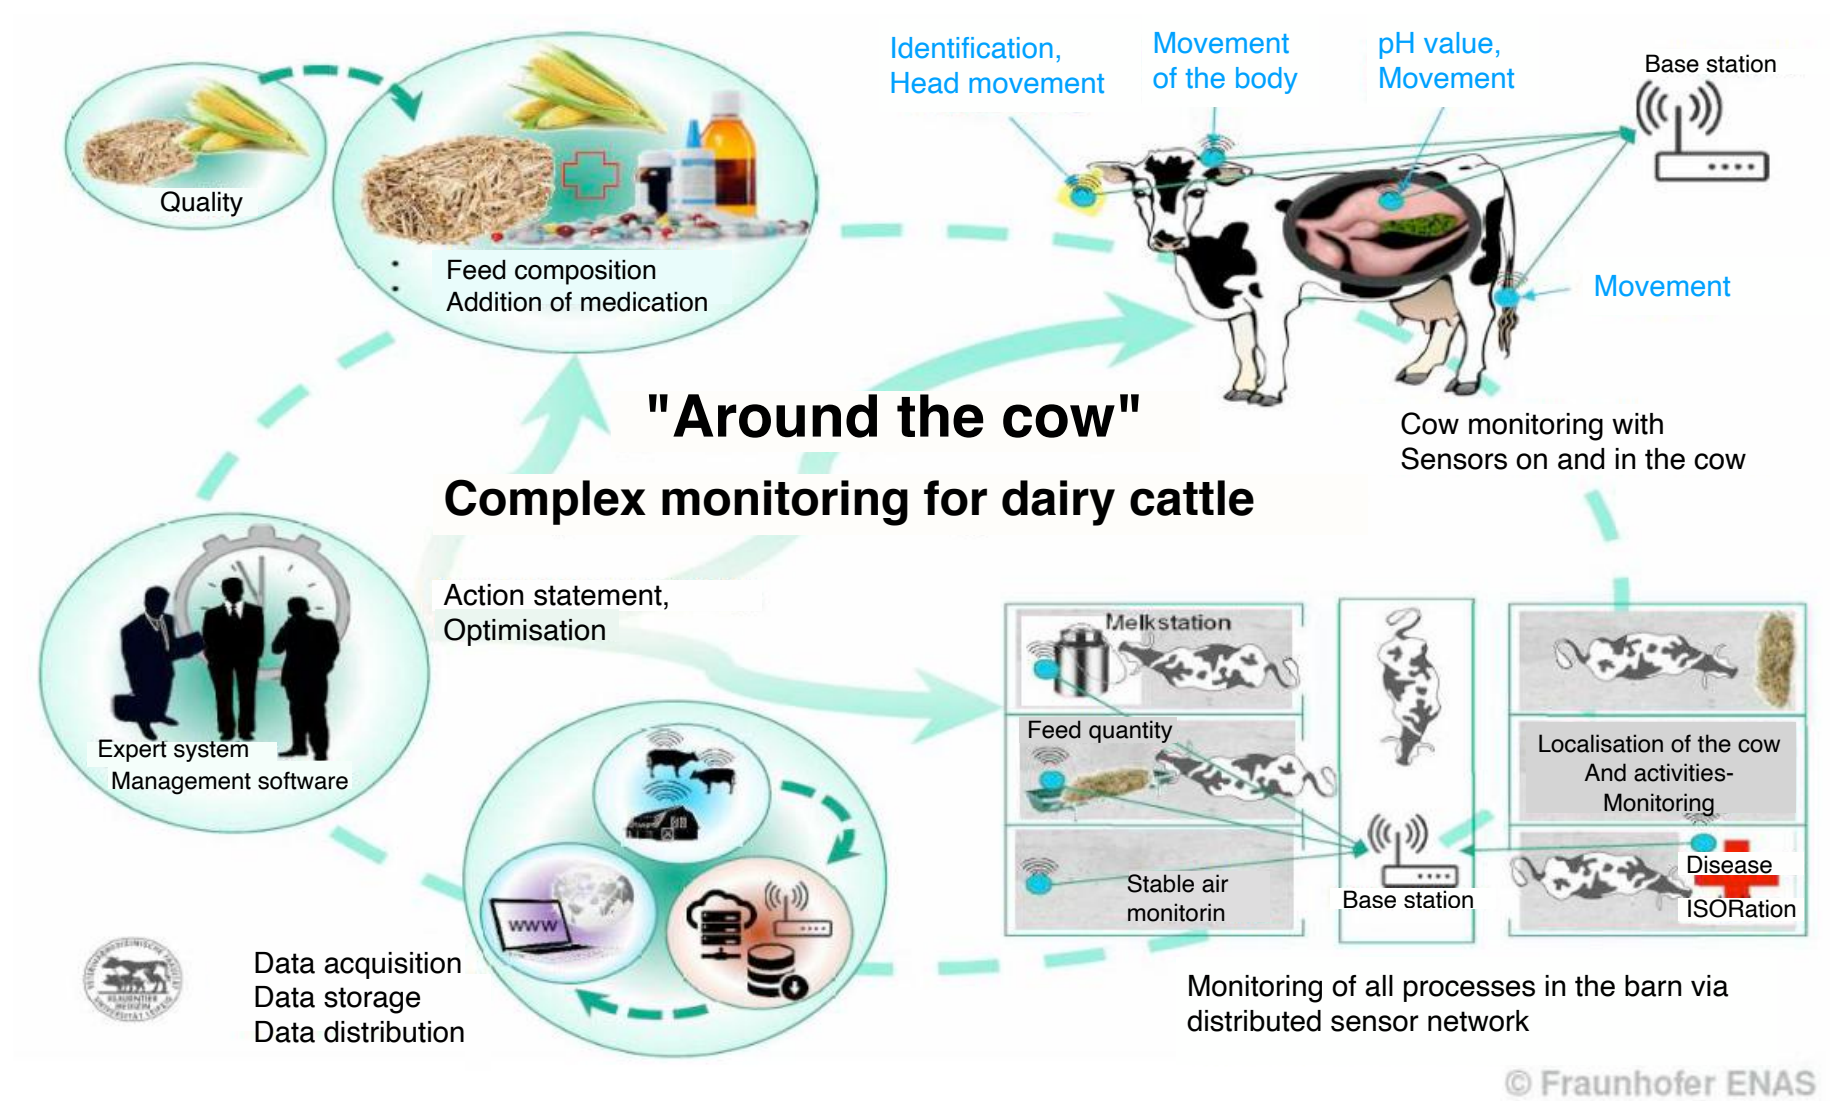 Identification,
Head movement
Movement
of the body
pH value,
Movement
Base station
Quality
Feed composition
Addition of medication
Movement
"Around the cow"
Complex monitoring for dairy cattle
Cow monitoring with
Sensors on and in the cow
Action statement,
Optimisation
Expert system
Management software
Melkstation
Feed quantity
Stable air
monitorin
Base station
Localisation of the cow
And activities-
Monitoring
Disease
ISORation
www
Data acquisition
Data storage
Data distribution
Monitoring of all processes in the barn via
distributed sensor network
KLAUENTIER
MEDIZIN
© Fraunhofer ENAS